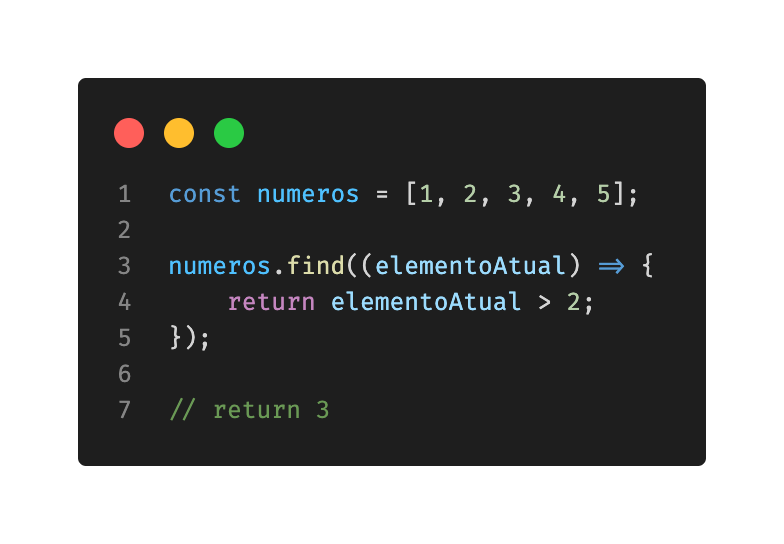 1 const numeros = [1, 2, 3, 4, 5];
2
3 numeros.find((elementoAtual) => {
4     return elementoAtual > 2;
5 });
6
7 // return 3